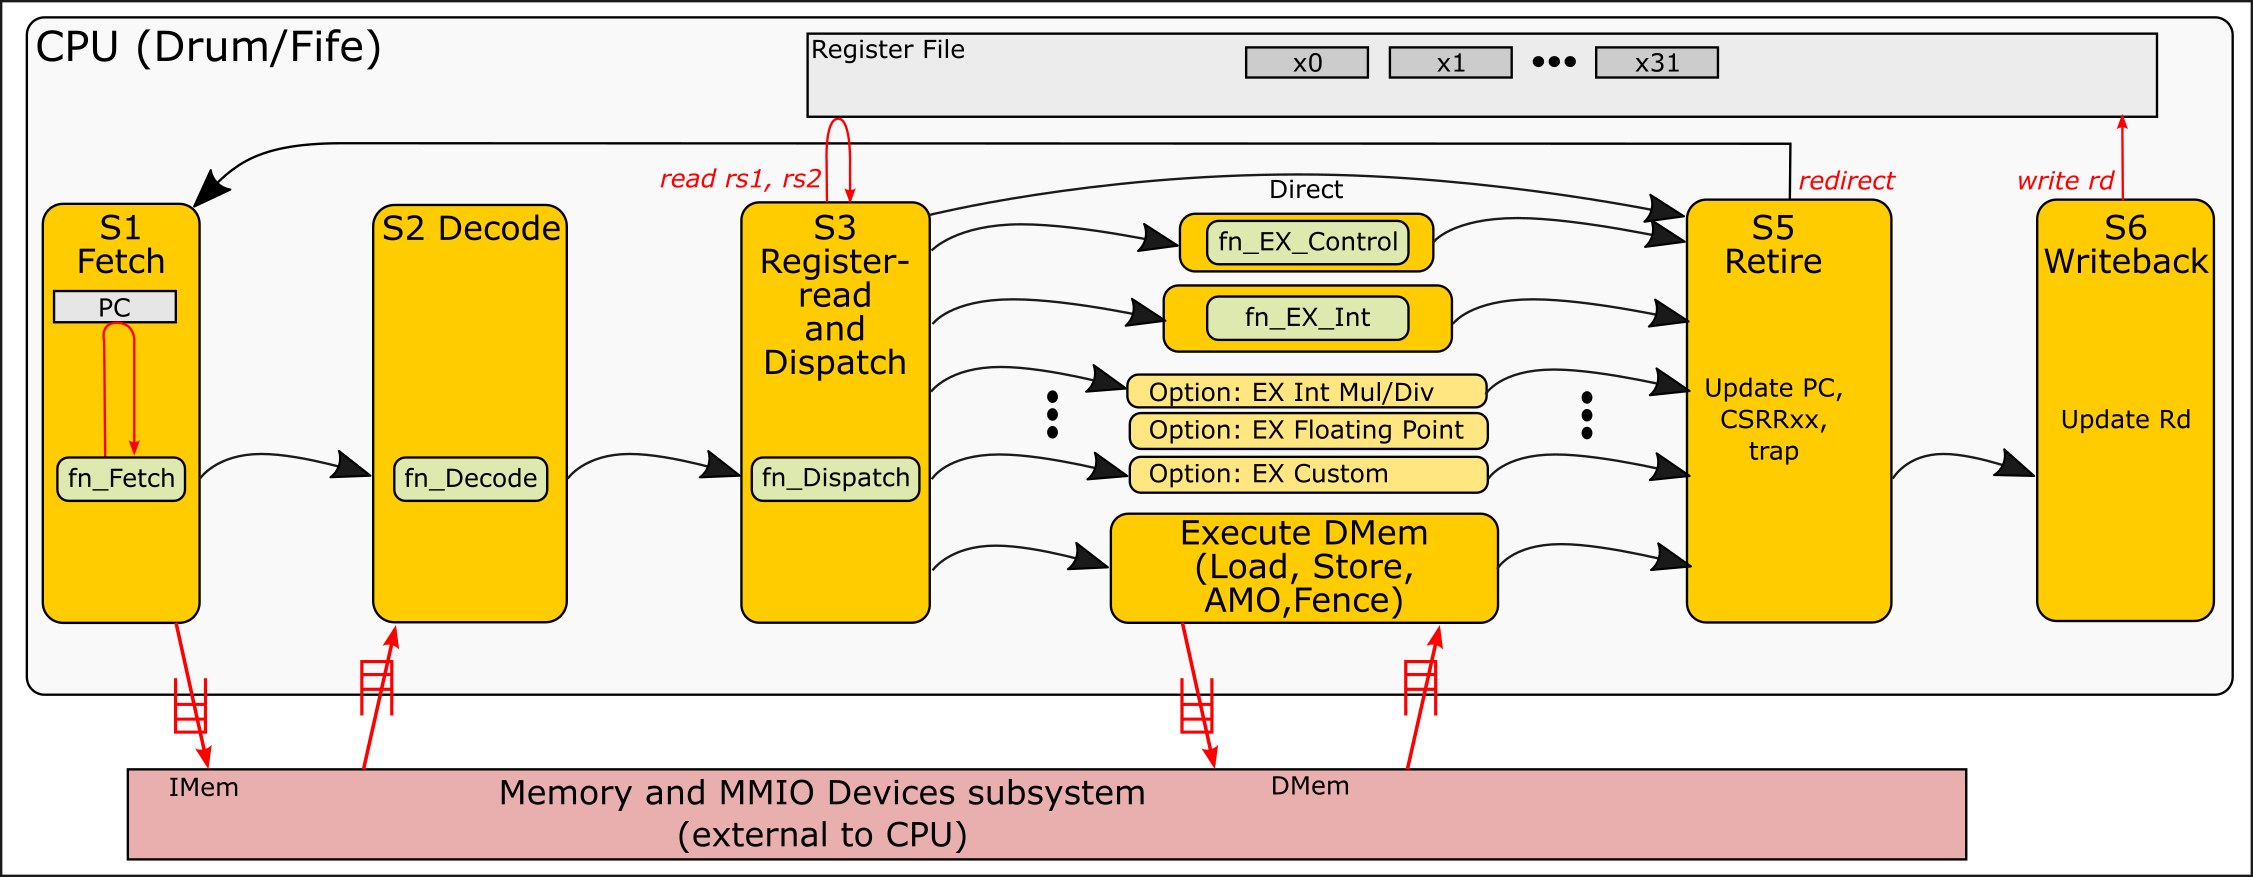 CPU (Drum/Fife)
Register File
x0
x1
x31
read rs1, rs2
redirect
write rd
Direct
S1
Fetch
PC
fn_Fetch
S2 Decode
fn_Decode
S3
Register-
read
and
Dispatch
fn_Dispatch
fn_EX_Control
fn_EX_Int
Option: EX Int Mul/Div
Option: EX Floating Point
Option: EX Custom
Execute DMem
(Load, Store,
AMO,Fence)
S5
Retire
Update PC,
CSRRxx,
trap
S6
Writeback
Update Rd
IMem
Memory and MMIO Devices subsystem
(external to CPU)
DMem